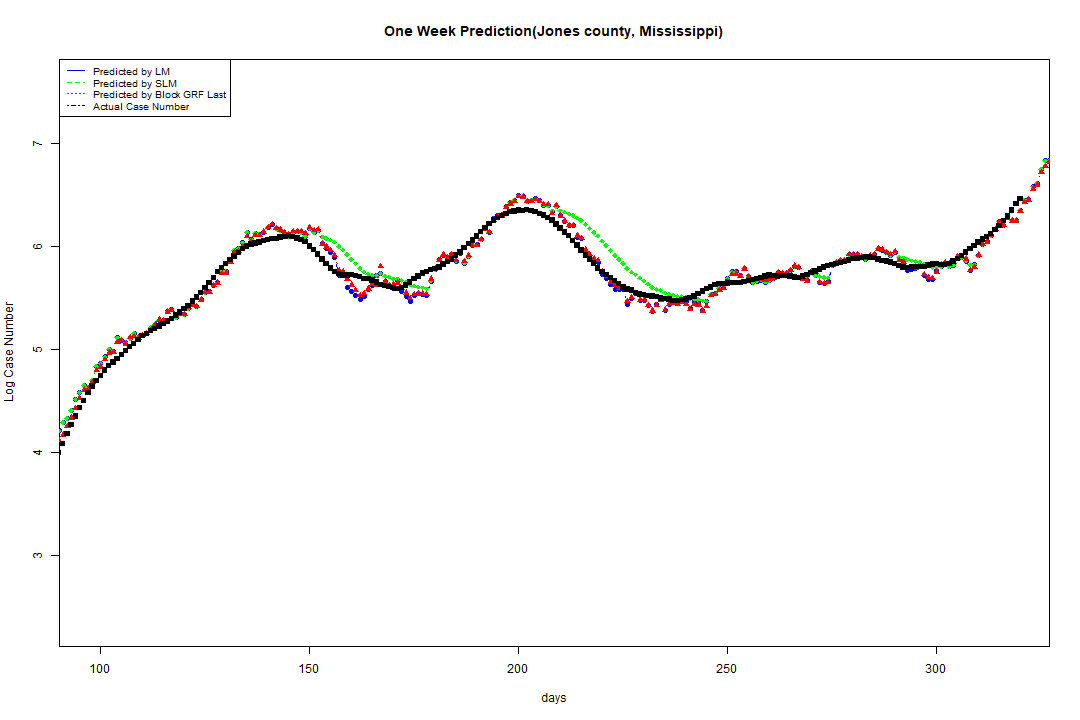 One Week Prediction(Jones county, Mississippi)
Predicted by LM
Predicted by SLM
Predicted by Block GRF Last
Actual Case Number
7
6
5
4
3
Log Case Number
100 150 200 250 300
days